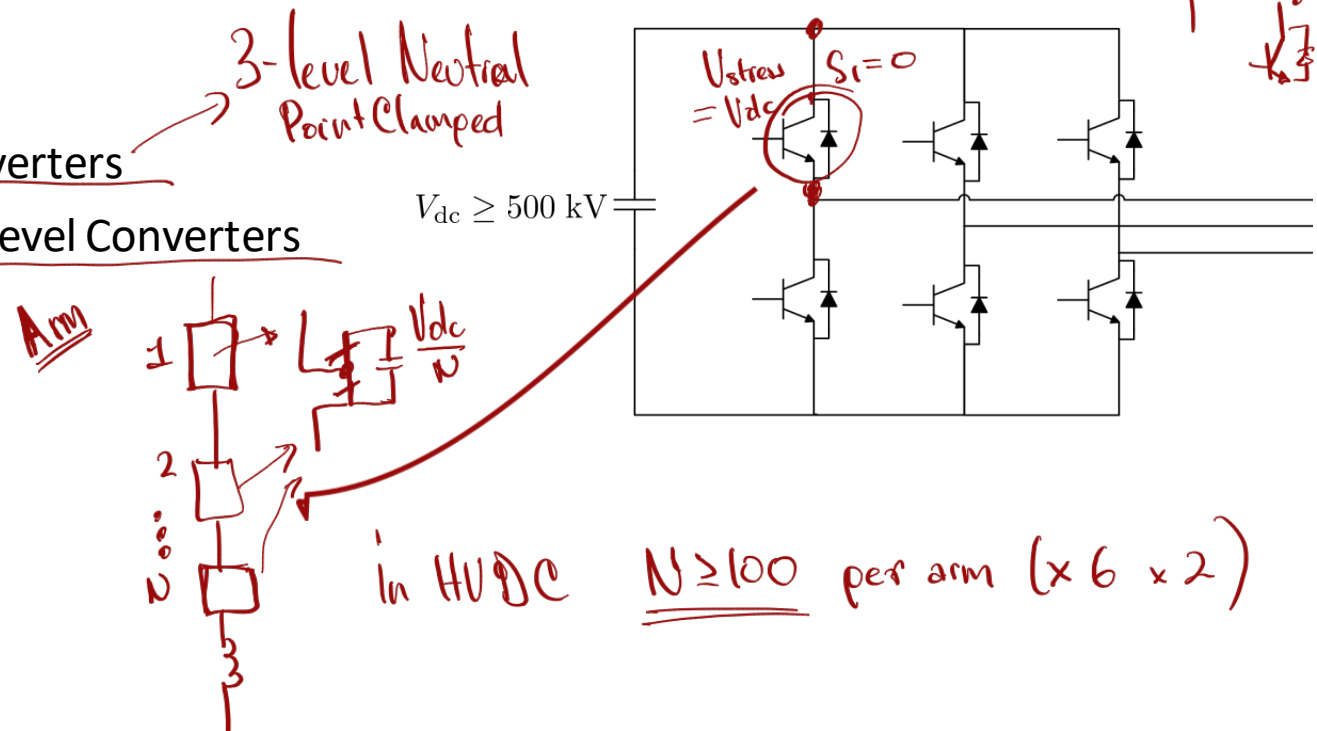 3-level Neutral
Point Clamped
verters
evel Converters
Ustress
= Vdc
S1=0
Vdc ≥ 500 kV
Arm
1
Vdc
N
2
N
in HVDC N≥100 per arm (x 6 x 2)